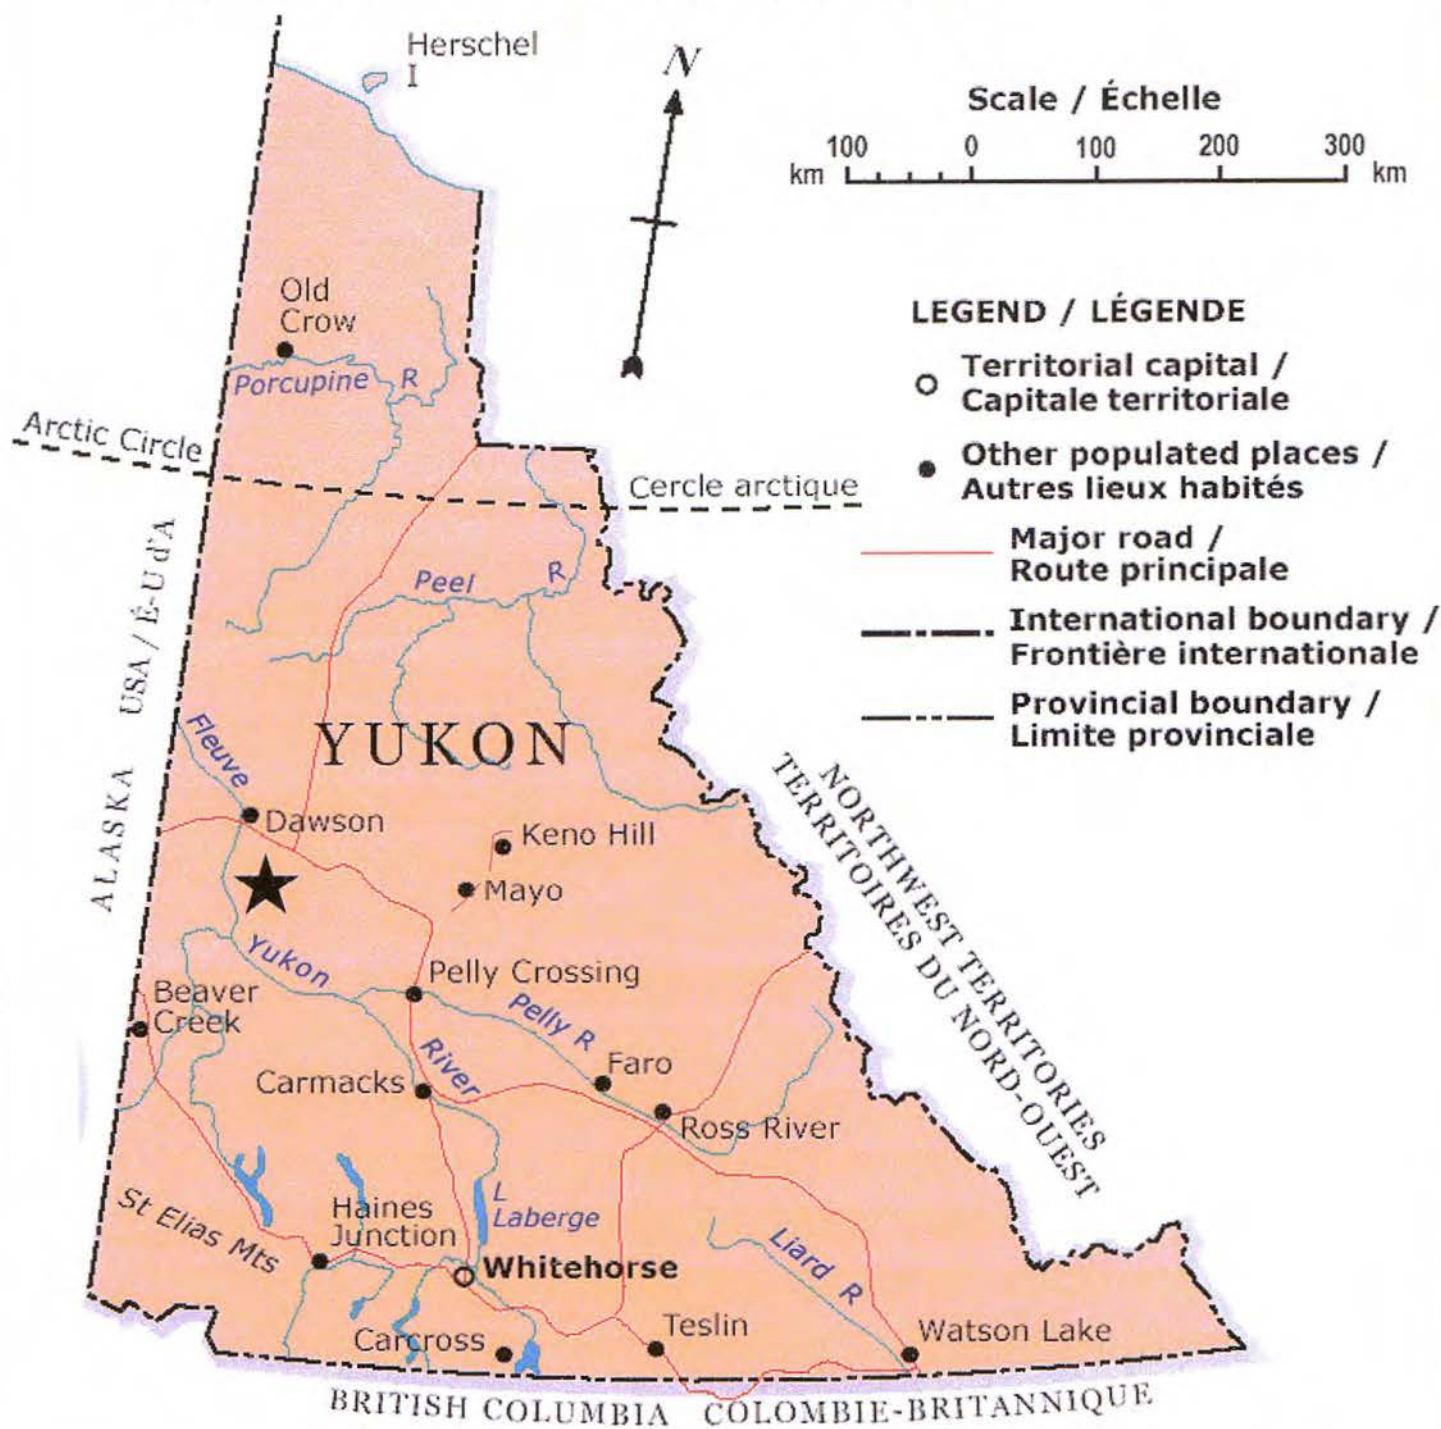 Herschel
I
N
Scale / Échelle
100 0 100 200 300
km km
Old
Crow
Porcupine R
LEGEND / LÉGENDE
Territorial capital /
Capitale territoriale
Other populated places /
Autres lieux habités
Major road /
Route principale
International boundary /
Frontière internationale
Provincial boundary /
Limite provinciale
Arctic Circle
Cercle arctique
Peel R
ALASKA USA / É-U d'A
YUKON
Fleuve
Dawson
Keno Hill
Mayo
NORTHWEST TERRITORIES
TERRITOIRES DU NORD-OUEST
Yukon
River
Pelly Crossing
Pelly R
Beaver
Creek
Faro
Carmacks
Ross River
L
Laberge
Haines
Junction
St Elias Mts
Whitehorse
Liard R
Carcross
Teslin
Watson Lake
BRITISH COLUMBIA COLOMBIE-BRITANNIQUE